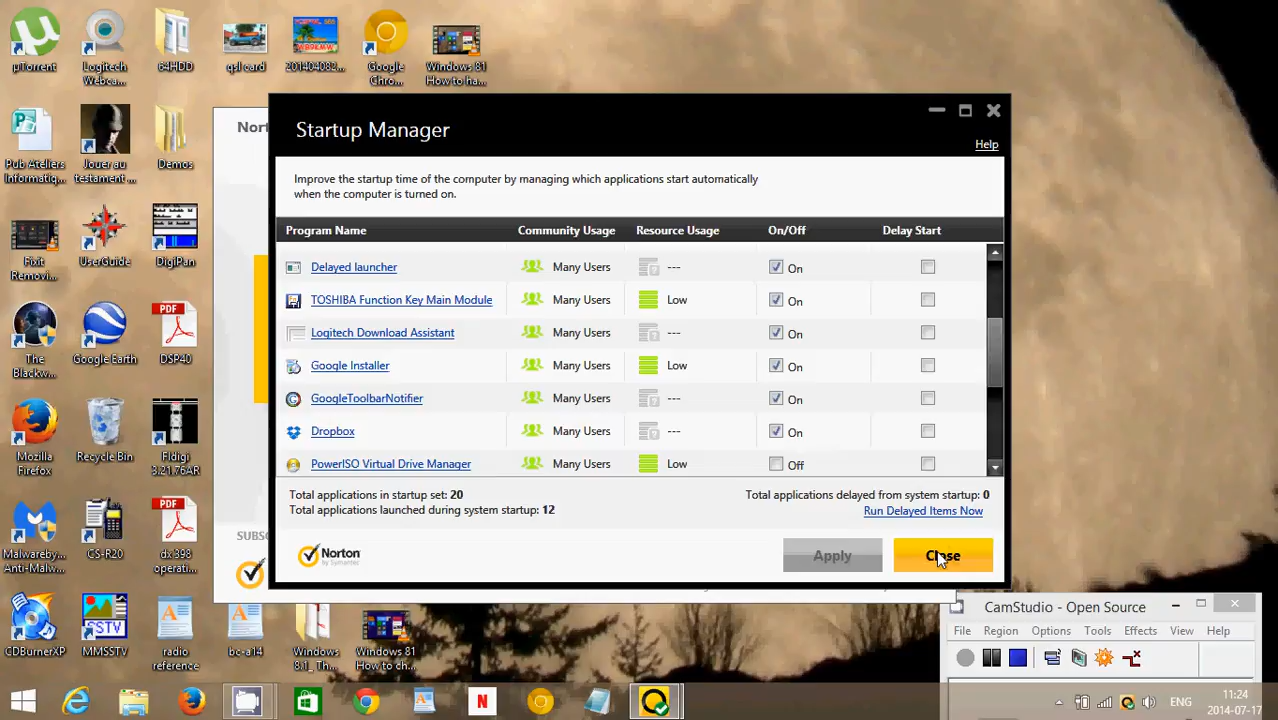 µTorrent
Logitech
Webca...
64HDD
qsl card
201404082...
Google
Chro...
Windows 81
How to ha...
Pub Ateliers
Informatiq...
Jouer au
testament ...
Demos
Fixit
Removi...
UserGuide
DigiPan
The
Blackw...
Google Earth
PDF
DSP40
Mozilla
Firefox
Recycle Bin
Fldigi
3.21.76AR
Malwareby...
Anti-Malw...
CS-R20
PDF
dx 398
operati...
CDBurnerXP
SSTV
MMSSTV
radio
reference
bc-a14
Windows
8.1_ Th...
Windows 81
How to ch...
Nort
SUBSC
Startup Manager
Help
Improve the startup time of the computer by managing which applications start automatically
when the computer is turned on.
Program Name Community Usage Resource Usage On/Off Delay Start
Delayed launcher Many Users --- On
TOSHIBA Function Key Main Module Many Users Low On
Logitech Download Assistant Many Users --- On
Google Installer Many Users Low On
GoogleToolbarNotifier Many Users --- On
Dropbox Many Users --- On
PowerISO Virtual Drive Manager Many Users Low Off
Total applications in startup set: 20
Total applications launched during system startup: 12
Total applications delayed from system startup: 0
Run Delayed Items Now
Norton
by Symantec
Apply
Close
CamStudio - Open Source
File Region Options Tools Effects View Help
N
ENG
11:24
2014-07-17